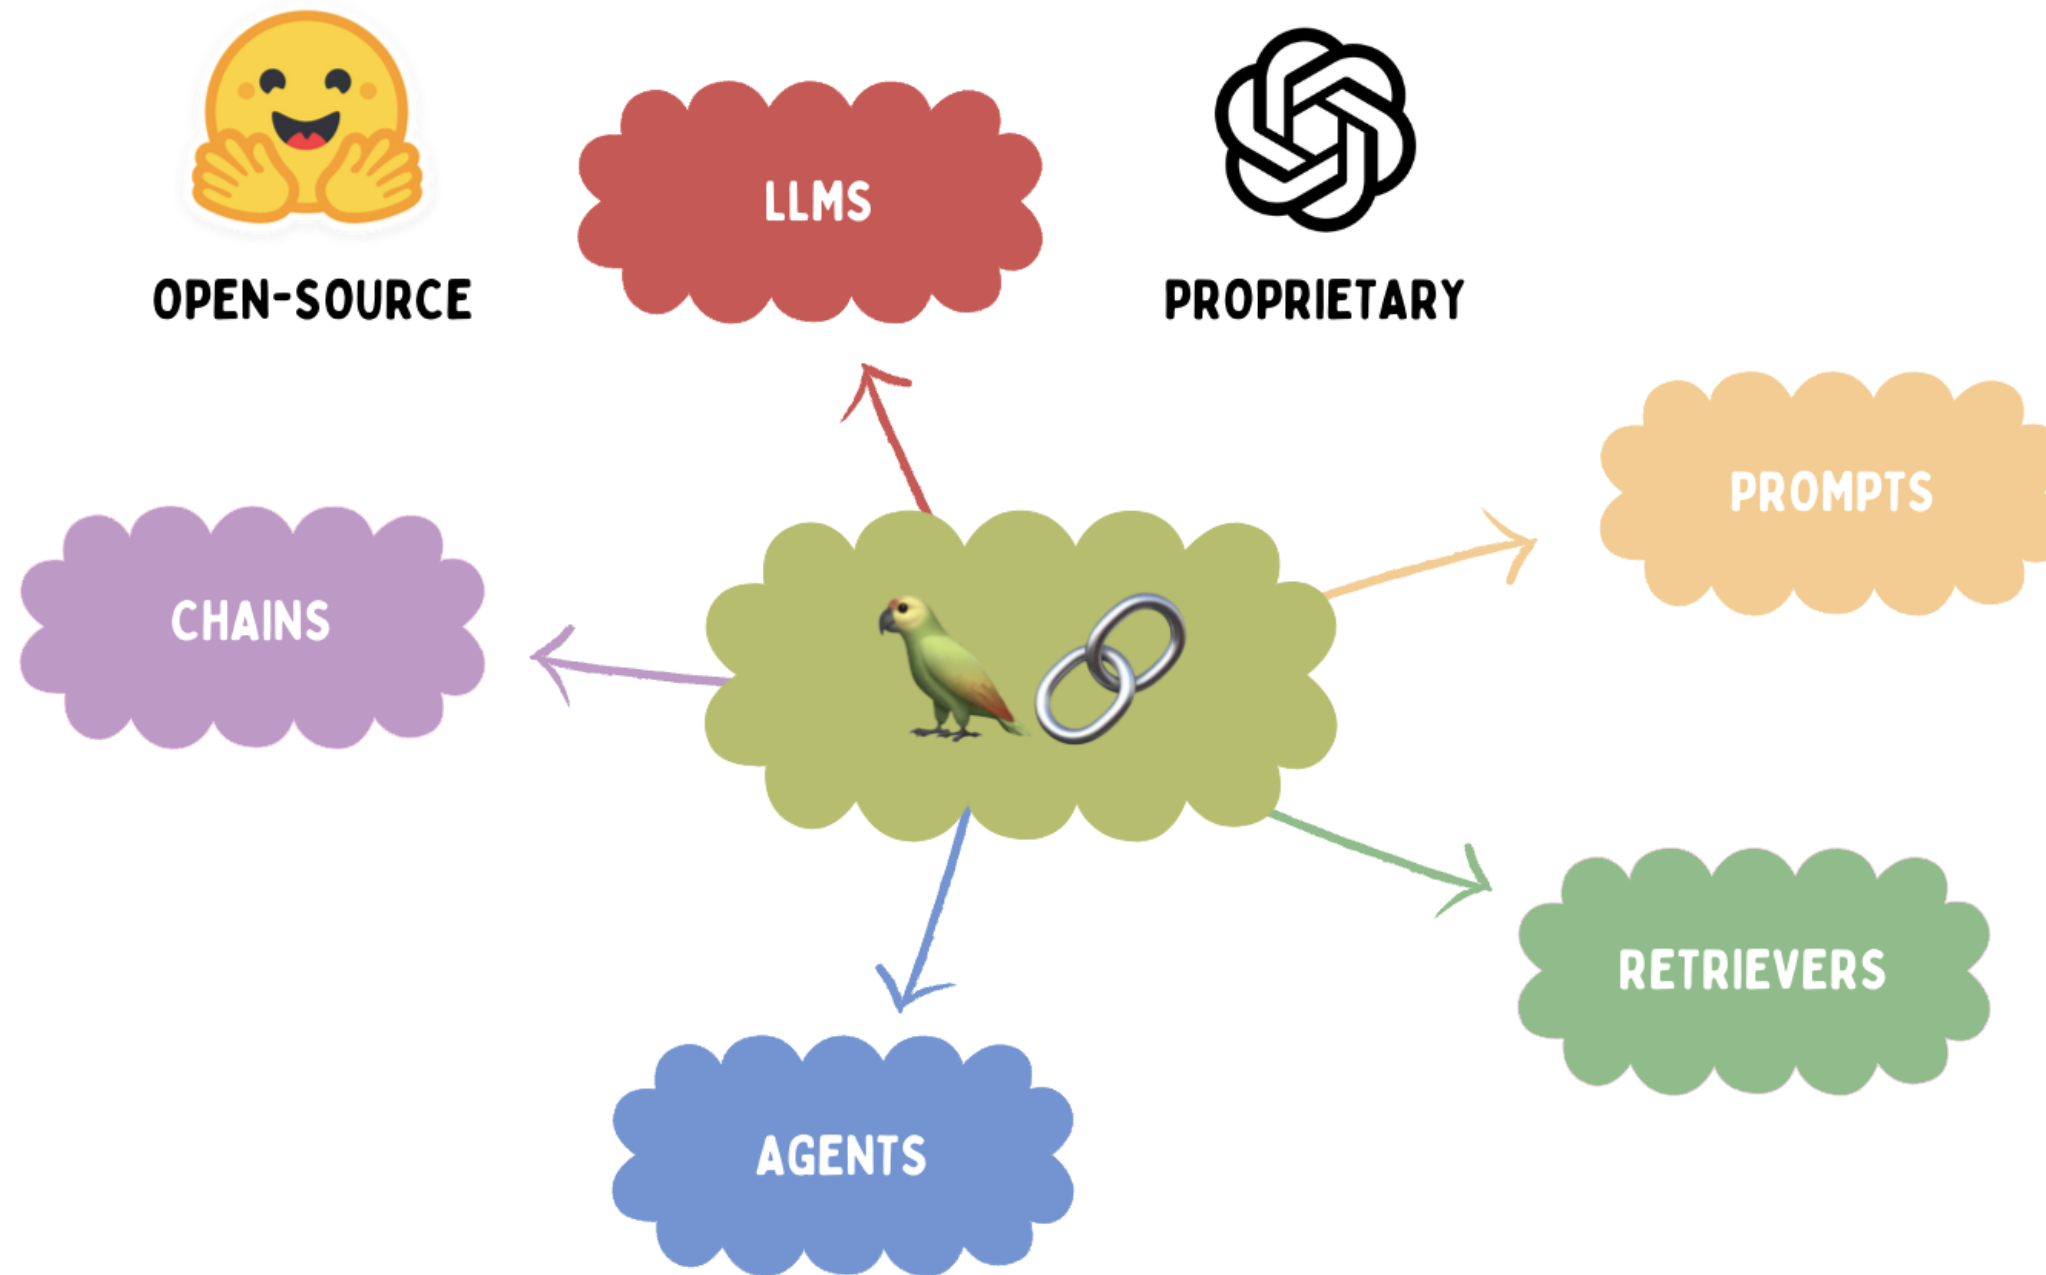 LLMS
OPEN-SOURCE
PROPRIETARY
PROMPTS
CHAINS
RETRIEVERS
AGENTS